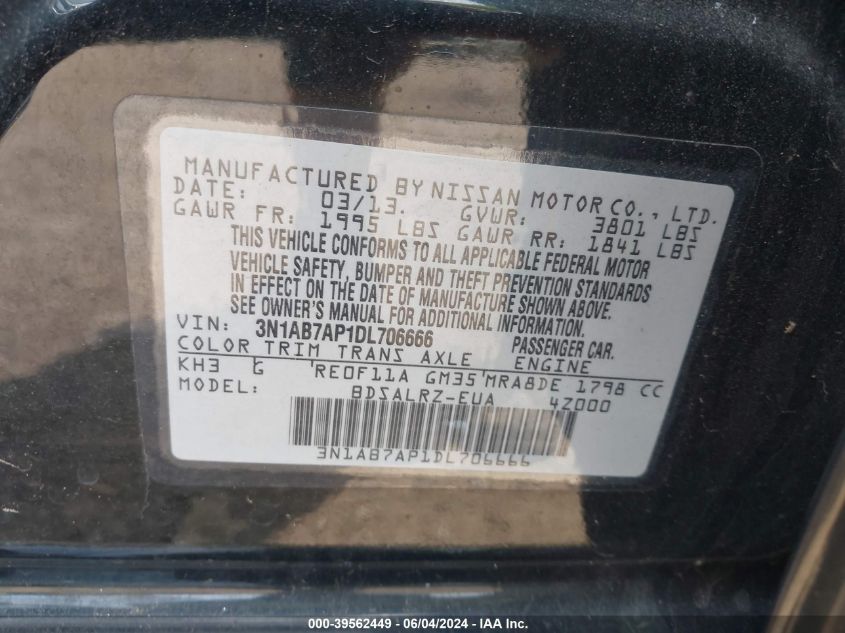 MANUFACTURED BY NISSAN MOTOR CO., LTD.
DATE: 03/13. GVWR: 3801 LBS
GAWR FR: 1995 LBS GAWR RR: 1841 LBS
THIS VEHICLE CONFORMS TO ALL APPLICABLE FEDERAL MOTOR
VEHICLE SAFETY, BUMPER AND THEFT PREVENTION STANDARDS
IN EFFECT ON THE DATE OF MANUFACTURE SHOWN ABOVE.
SEE OWNER'S MANUAL FOR ADDITIONAL INFORMATION.
VIN: 3N1AB7AP1DL706666 PASSENGER CAR.
COLOR TRIM TRANS AXLE ENGINE
KH3 G RE0F11A GM35 MRA8DE 1798 CC
MODEL: BDSALRZ-EUA 4Z000
3N1AB7AP1DL706666
000-39562449 - 06/04/2024 - IAA Inc.